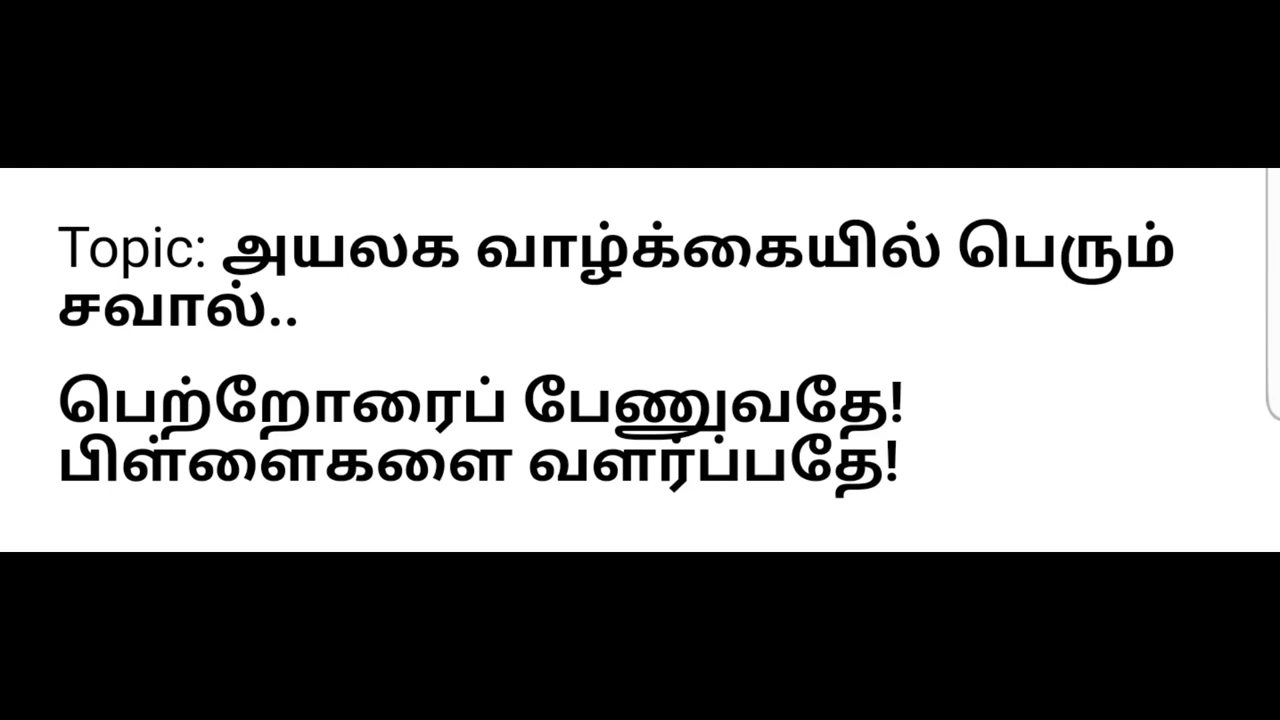 Topic: அயலக வாழ்க்கையில் பெரும்
சவால்..
பெற்றோரைப் பேணுவதே!
பிள்ளைகளை வளர்ப்பதே!